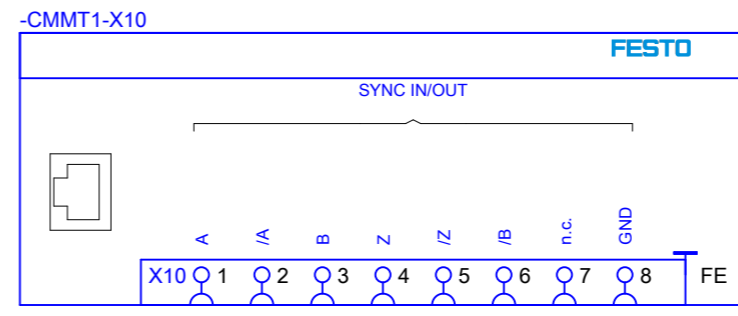 -CMMT1-X10
FESTO
SYNC IN/OUT
A /A B Z /Z /B n.c. GND
X10 1 2 3 4 5 6 7 8 FE